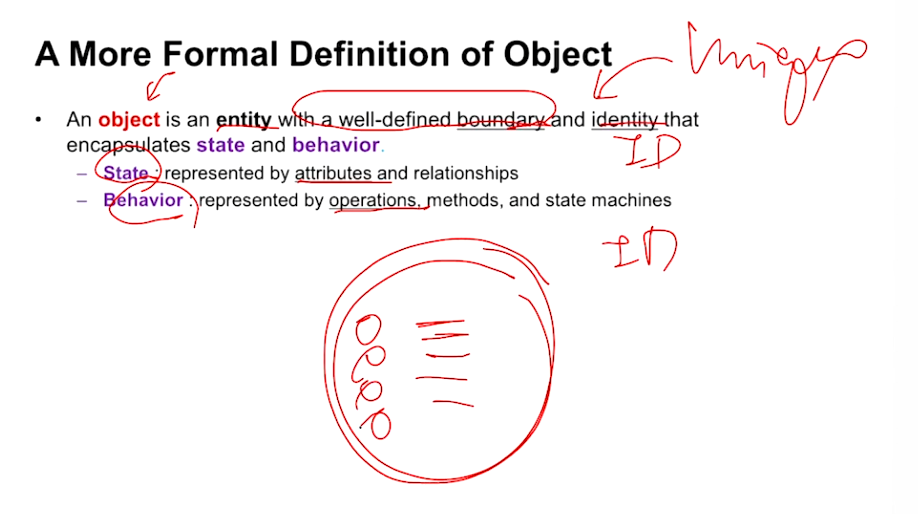 A More Formal Definition of Object
Unique
• An object is an entity with a well-defined boundary and identity that
encapsulates state and behavior.
ID
– State : represented by attributes and relationships
– Behavior : represented by operations, methods, and state machines
ID